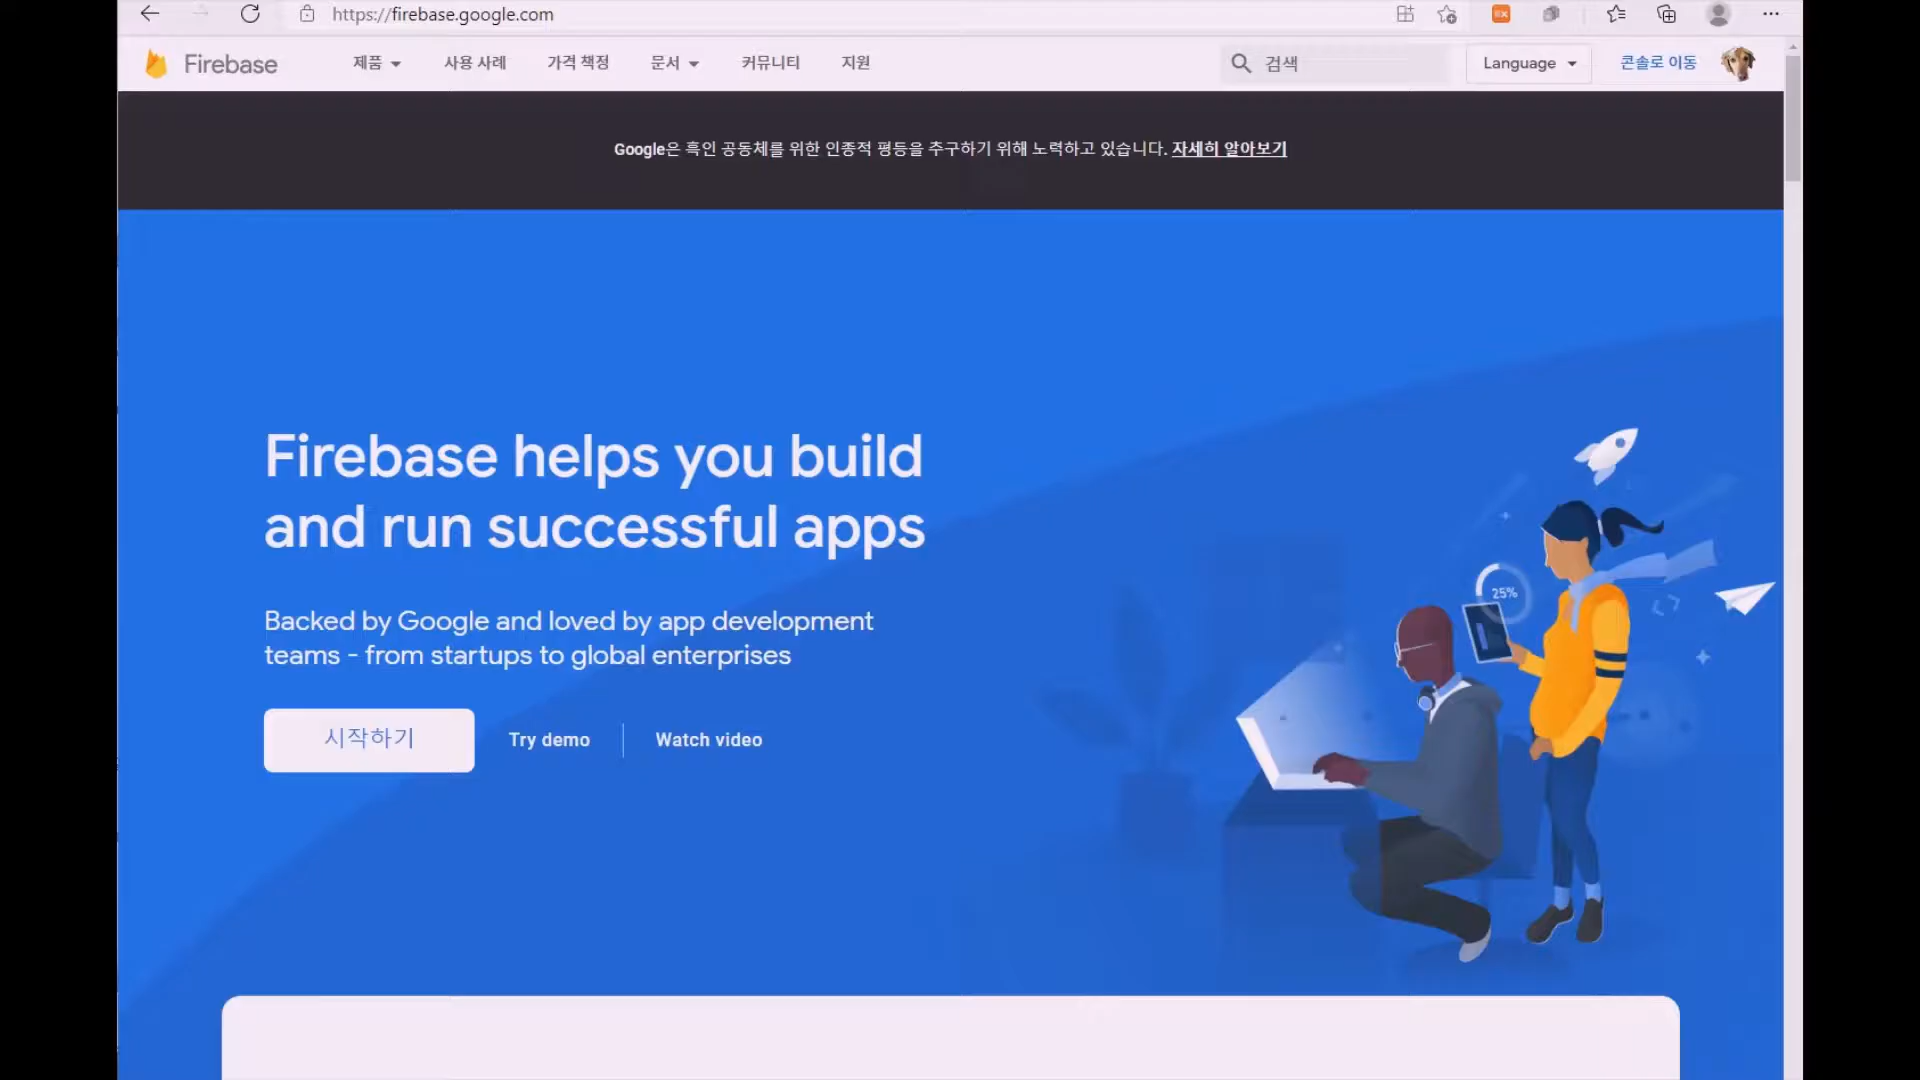 https://firebase.google.com
Firebase 제품 사용 사례 가격 책정 문서 커뮤니티 지원 검색 Language 콘솔로 이동
Google은 흑인 공동체를 위한 인종적 평등을 추구하기 위해 노력하고 있습니다. 자세히 알아보기
Firebase helps you build
and run successful apps
25%
Backed by Google and loved by app development
teams - from startups to global enterprises
시작하기 Try demo Watch video